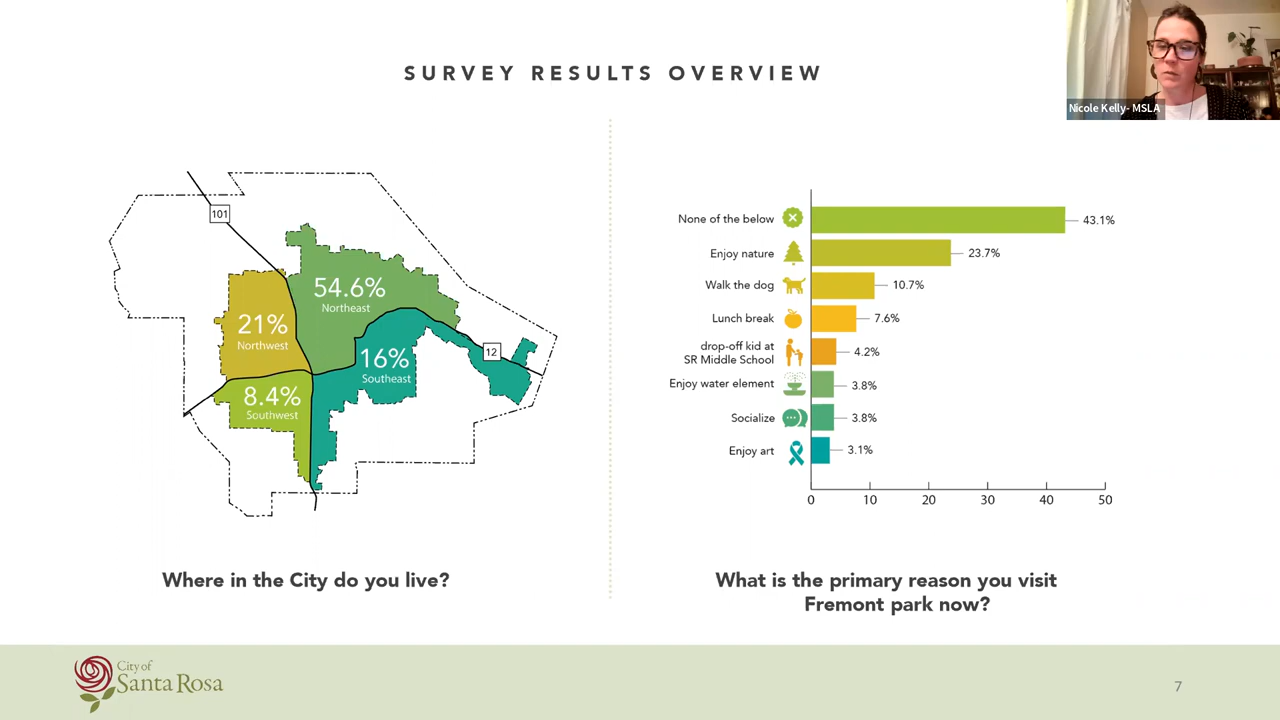 SURVEY RESULTS OVERVIEW
Nicole Kelly- MSLA
101
54.6%
Northeast
21%
Northwest
16%
Southeast
12
8.4%
Southwest
Where in the City do you live?
None of the below
43.1%
Enjoy nature
23.7%
Walk the dog
10.7%
Lunch break
7.6%
drop-off kid at
SR Middle School
4.2%
Enjoy water element
3.8%
Socialize
3.8%
Enjoy art
3.1%
0 10 20 30 40 50
What is the primary reason you visit
Fremont park now?
City of
Santa Rosa
7